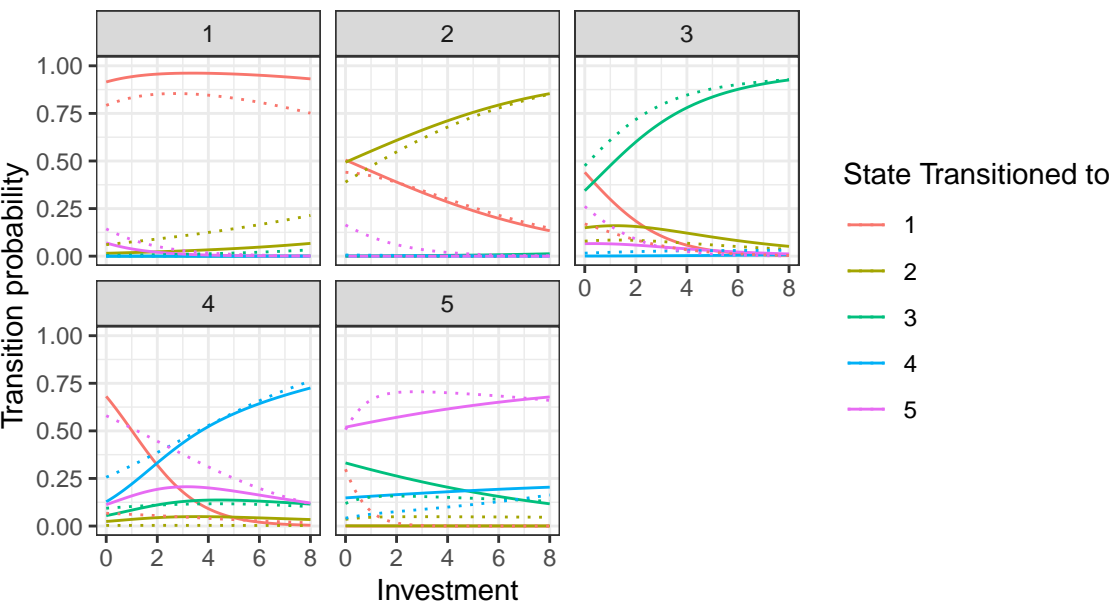 1 2 3
1.00
0.75
0.50
0.25
0.00
0 2 4 6 8
4 5
1.00
0.75
0.50
0.25
0.00
0 2 4 6 8 0 2 4 6 8
Transition probability
Investment
State Transitioned to
1
2
3
4
5